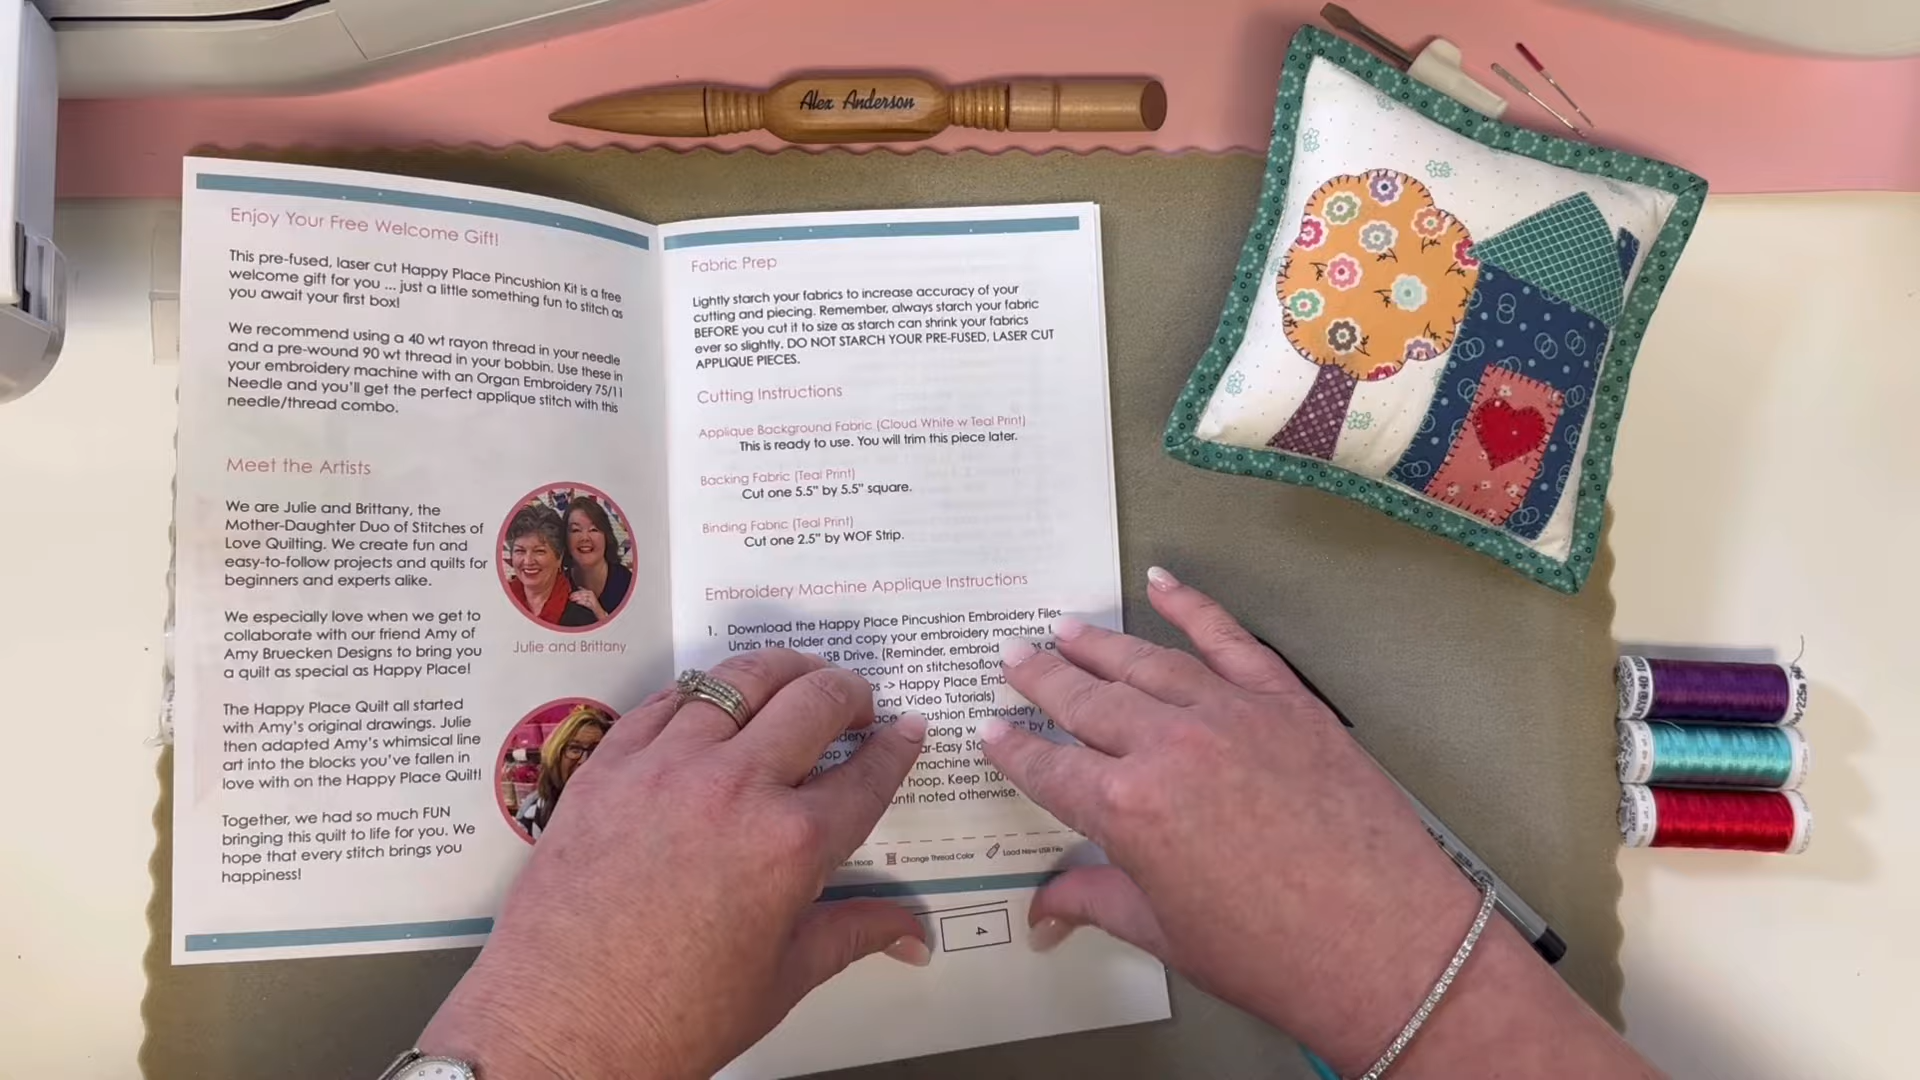 Alex Anderson
Enjoy Your Free Welcome Gift!
This pre-fused, laser cut Happy Place Pincushion Kit is a free
welcome gift for you ... just a little something fun to stitch as
you await your first box!
We recommend using a 40 wt rayon thread in your needle
and a pre-wound 90 wt thread in your bobbin. Use these in
your embroidery machine with an Organ Embroidery 75/11
Needle and you'll get the perfect applique stitch with this
needle/thread combo.
Meet the Artists
We are Julie and Brittany, the
Mother-Daughter Duo of Stitches of
Love Quilting. We create fun and
easy-to-follow projects and quilts for
beginners and experts alike.
We especially love when we get to
collaborate with our friend Amy of
Amy Bruecken Designs to bring you
a quilt as special as Happy Place!
Julie and Brittany
The Happy Place Quilt all started
with Amy's original drawings. Julie
then adapted Amy's whimsical line
art into the blocks you've fallen in
love with on the Happy Place Quilt!
Together, we had so much FUN
bringing this quilt to life for you. We
hope that every stitch brings you
happiness!
Fabric Prep
Lightly starch your fabrics to increase accuracy of your
cutting and piecing. Remember, always starch your fabric
BEFORE you cut it to size as starch can shrink your fabrics
ever so slightly. DO NOT STARCH YOUR PRE-FUSED, LASER CUT
APPLIQUE PIECES.
Cutting Instructions
Applique Background Fabric (Cloud White w Teal Print)
This is ready to use. You will trim this piece later.
Backing Fabric (Teal Print)
Cut one 5.5" by 5.5" square.
Binding Fabric (Teal Print)
Cut one 2.5" by WOF Strip.
Embroidery Machine Applique Instructions
1. Download the Happy Place Pincushion Embroidery Files
Unzip the folder and copy your embroidery machine
USB Drive. (Reminder,
account on
-> Happy Place
and Video Tutorials)
Embroidery
along by 8
machine
hoop. Keep 100
until noted otherwise.
Hoop Change Thread Color Load New USB File
4